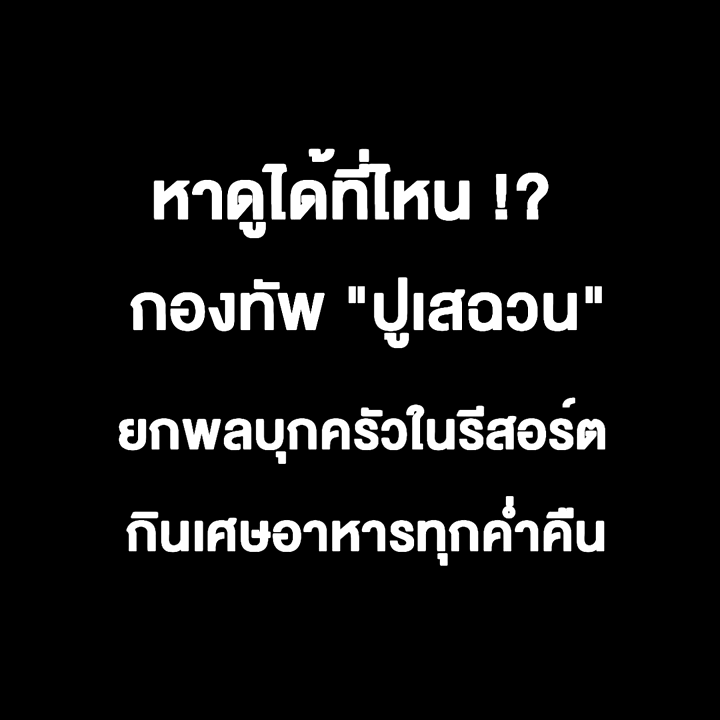 หาดูได้ที่ไหน !?
กองทัพ "ปูเสฉวน"
ยกพลบุกครัวในรีสอร์ต
กินเศษอาหารทุกค่ำคืน